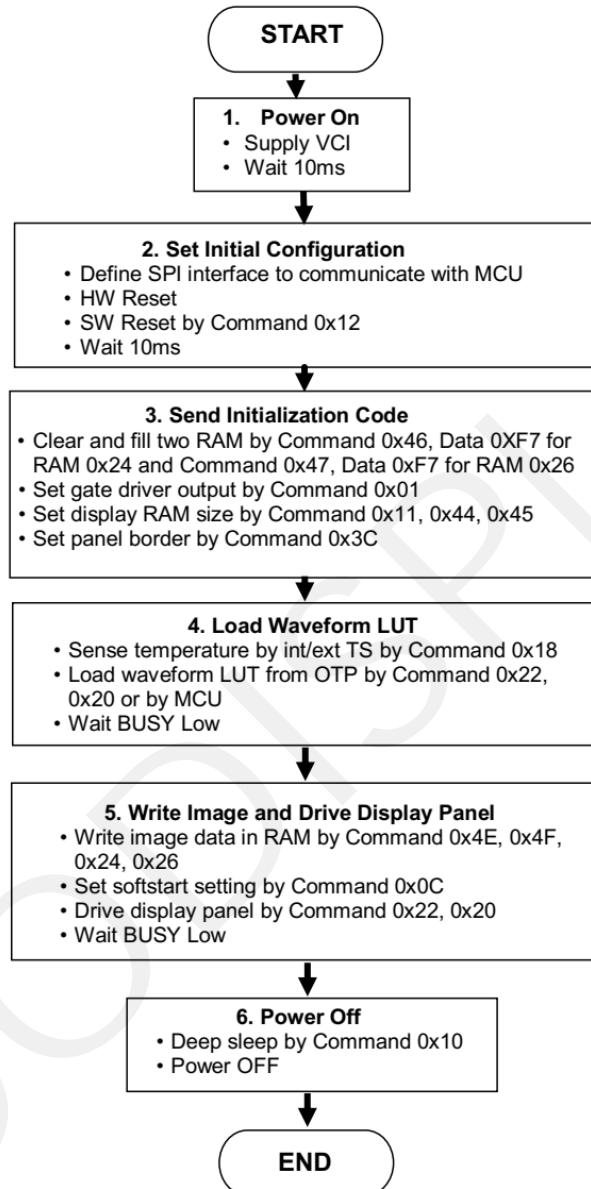 START
1. Power On
• Supply VCI
• Wait 10ms
2. Set Initial Configuration
• Define SPI interface to communicate with MCU
• HW Reset
• SW Reset by Command 0x12
• Wait 10ms
3. Send Initialization Code
• Clear and fill two RAM by Command 0x46, Data 0XF7 for
RAM 0x24 and Command 0x47, Data 0xF7 for RAM 0x26
• Set gate driver output by Command 0x01
• Set display RAM size by Command 0x11, 0x44, 0x45
• Set panel border by Command 0x3C
4. Load Waveform LUT
• Sense temperature by int/ext TS by Command 0x18
• Load waveform LUT from OTP by Command 0x22,
0x20 or by MCU
• Wait BUSY Low
5. Write Image and Drive Display Panel
• Write image data in RAM by Command 0x4E, 0x4F,
0x24, 0x26
• Set softstart setting by Command 0x0C
• Drive display panel by Command 0x22, 0x20
• Wait BUSY Low
6. Power Off
• Deep sleep by Command 0x10
• Power OFF
END